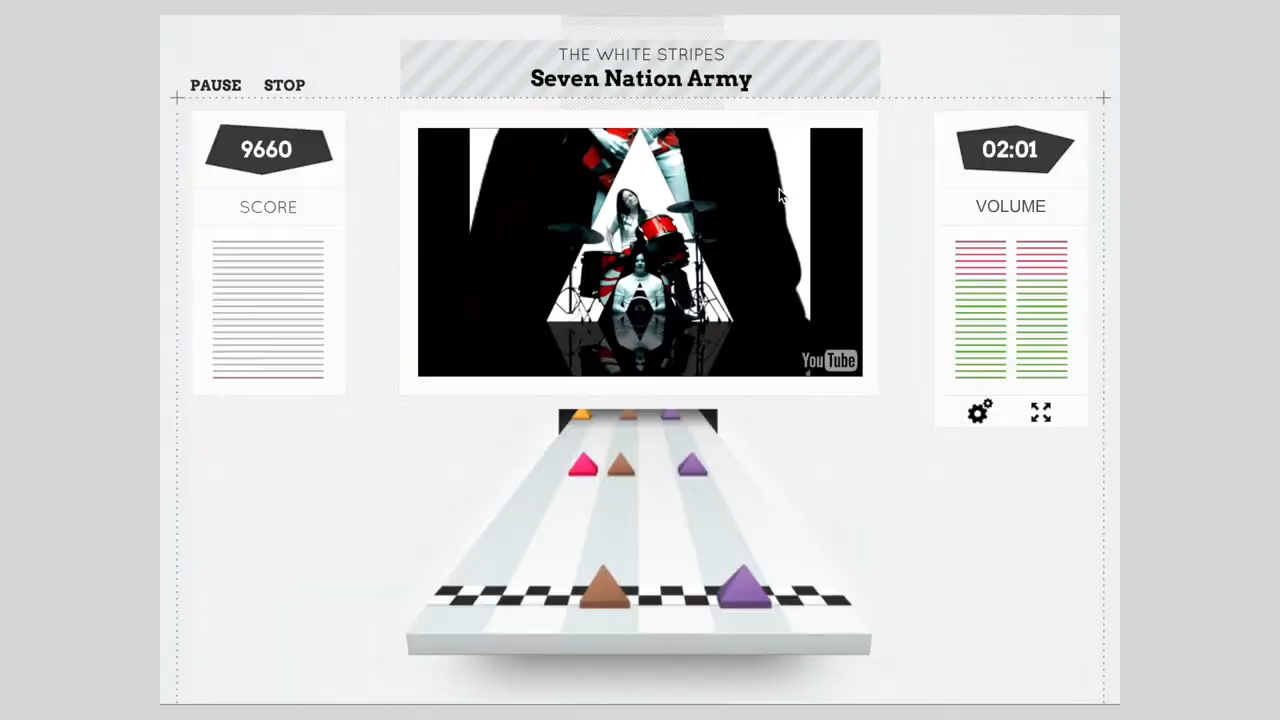 THE WHITE STRIPES
Seven Nation Army
PAUSE STOP
9660
SCORE
02:01
VOLUME
YouTube